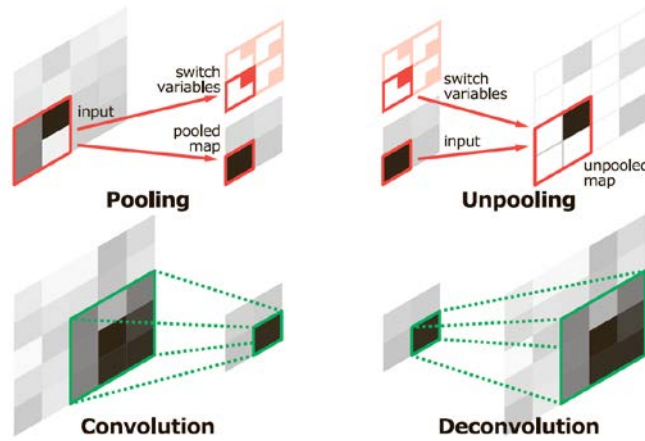 switch
variables
input
pooled
map
Pooling
switch
variables
input
unpooled
map
Unpooling
Convolution
Deconvolution